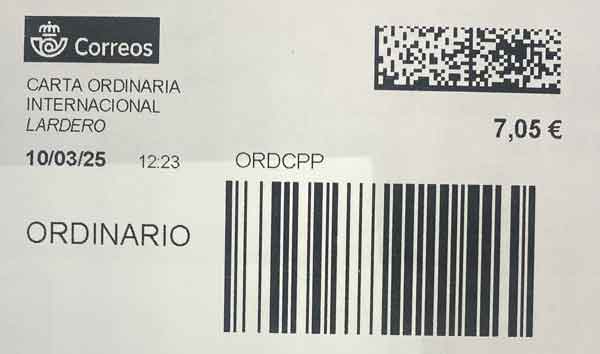 Correos
CARTA ORDINARIA
INTERNACIONAL
LARDERO
7,05 €
10/03/25 12:23 ORDCPP
ORDINARIO